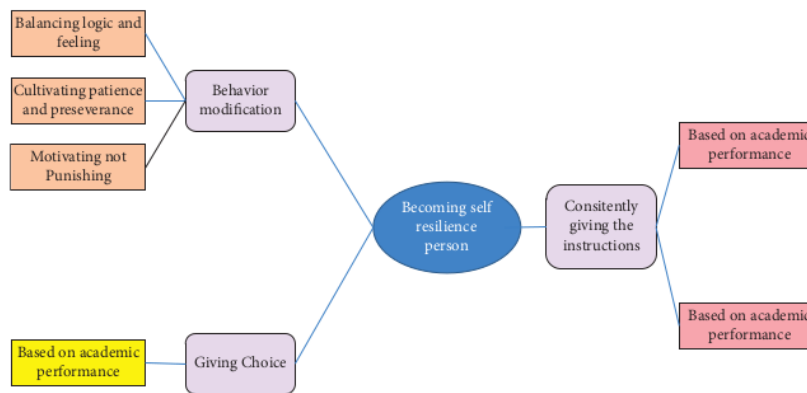 Balancing logic and
feeling
Cultivating patience
and preseverance
Motivating not
Punishing
Behavior
modification
Based on academic
performance
Giving Choice
Becoming self
resilience
person
Consitently
giving the
instructions
Based on academic
performance
Based on academic
performance